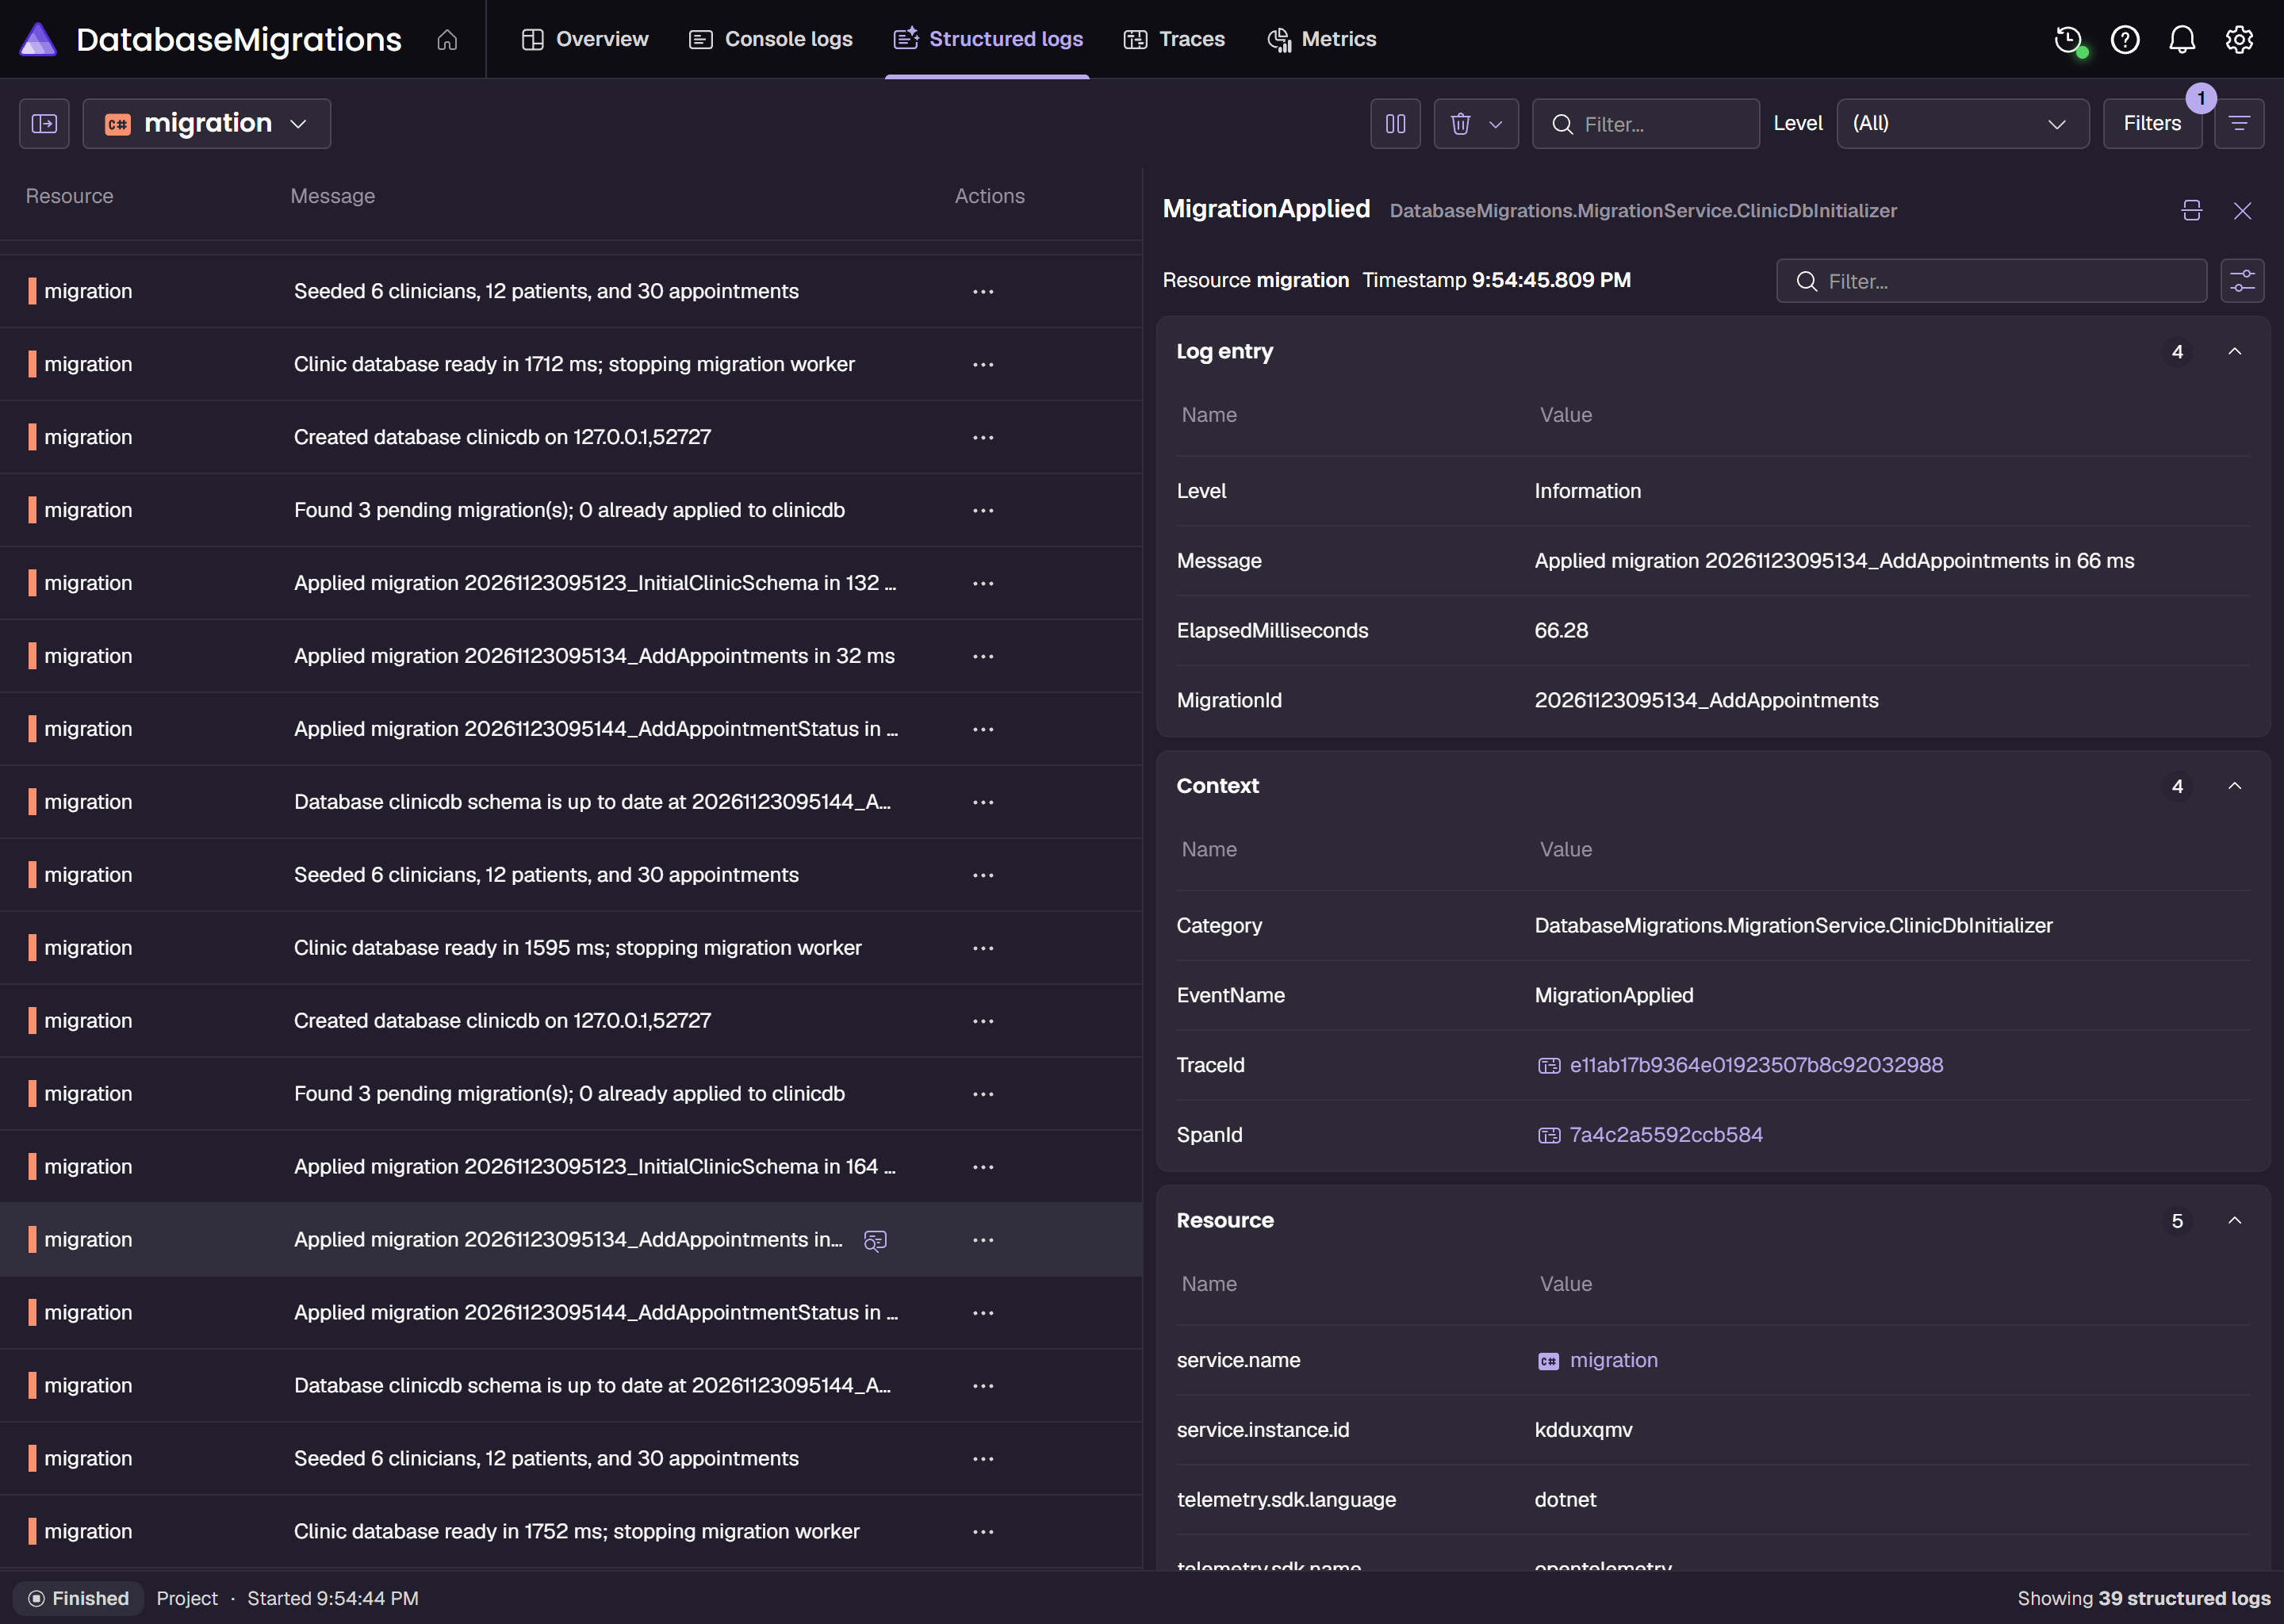 DatabaseMigrations
Overview
Console logs
Structured logs
Traces
Metrics
C# migration
Filter...
Level
(All)
Filters
1
Resource
Message
Actions
migration Seeded 6 clinicians, 12 patients, and 30 appointments ...
migration Clinic database ready in 1712 ms; stopping migration worker ...
migration Created database clinicdb on 127.0.0.1,52727 ...
migration Found 3 pending migration(s); 0 already applied to clinicdb ...
migration Applied migration 20261123095123_InitialClinicSchema in 132 ... ...
migration Applied migration 20261123095134_AddAppointments in 32 ms ...
migration Applied migration 20261123095144_AddAppointmentStatus in ... ...
migration Database clinicdb schema is up to date at 20261123095144_A... ...
migration Seeded 6 clinicians, 12 patients, and 30 appointments ...
migration Clinic database ready in 1595 ms; stopping migration worker ...
migration Created database clinicdb on 127.0.0.1,52727 ...
migration Found 3 pending migration(s); 0 already applied to clinicdb ...
migration Applied migration 20261123095123_InitialClinicSchema in 164 ... ...
migration Applied migration 20261123095134_AddAppointments in... ...
migration Applied migration 20261123095144_AddAppointmentStatus in ... ...
migration Database clinicdb schema is up to date at 20261123095144_A... ...
migration Seeded 6 clinicians, 12 patients, and 30 appointments ...
migration Clinic database ready in 1752 ms; stopping migration worker ...
MigrationApplied DatabaseMigrations.MigrationService.ClinicDbInitializer
Resource migration Timestamp 9:54:45.809 PM
Filter...
Log entry 4
Name Value
Level Information
Message Applied migration 20261123095134_AddAppointments in 66 ms
ElapsedMilliseconds 66.28
MigrationId 20261123095134_AddAppointments
Context 4
Name Value
Category DatabaseMigrations.MigrationService.ClinicDbInitializer
EventName MigrationApplied
TraceId e11ab17b9364e01923507b8c92032988
SpanId 7a4c2a5592ccb584
Resource 5
Name Value
service.name C# migration
service.instance.id kdduxqmv
telemetry.sdk.language dotnet
telemetry.sdk.name opentelemetry
Finished Project · Started 9:54:44 PM
Showing 39 structured logs